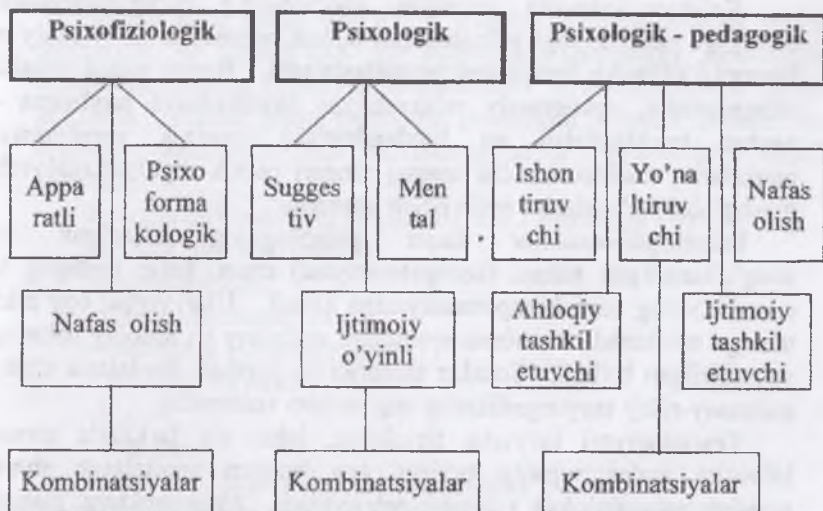 Psixofiziologik
Psixologik
Psixologik - pedagogik
Appa
ratli
Psixo
forma
kologik
Sugges
tiv
Men
tal
Ishon
tiruv
chi
Yo'na
ltiruv
chi
Nafas
olish
Nafas olish
Ijtimoiy
o'yinli
Ahloqiy
tashkil
etuvchi
Ijtimoiy
tashkil
etuvchi
Kombinatsiyalar
Kombinatsiyalar
Kombinatsiyalar